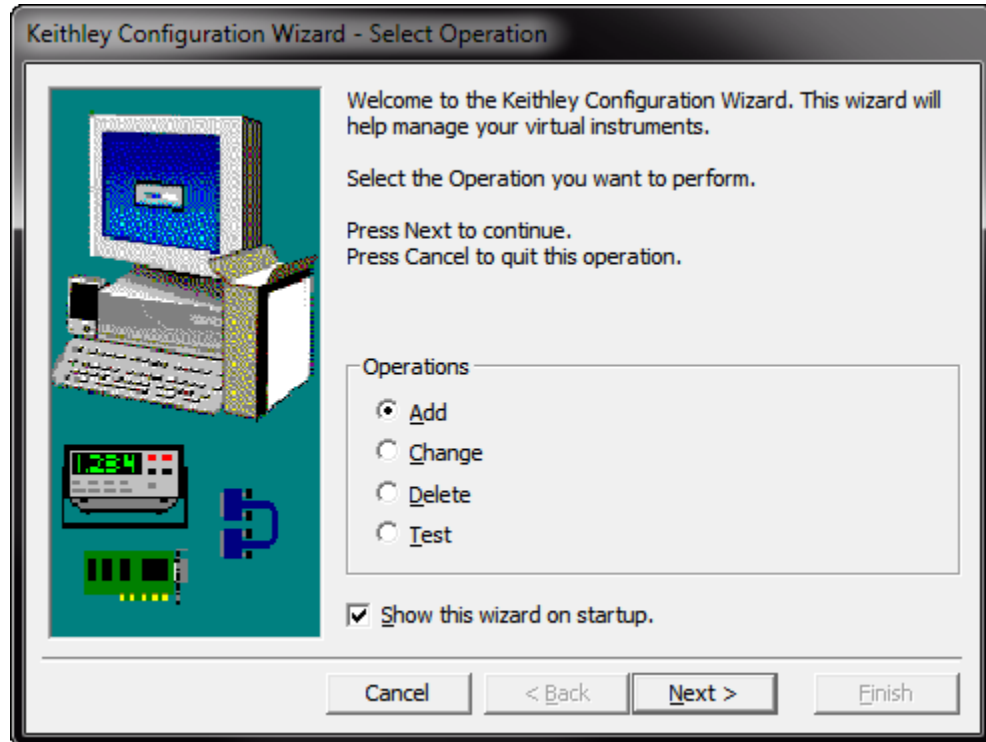 Keithley Configuration Wizard - Select Operation
Welcome to the Keithley Configuration Wizard. This wizard will
help manage your virtual instruments.
Select the Operation you want to perform.
Press Next to continue.
Press Cancel to quit this operation.
Operations
Add
Change
Delete
Test
1.234
Show this wizard on startup.
Cancel
< Back
Next >
Finish